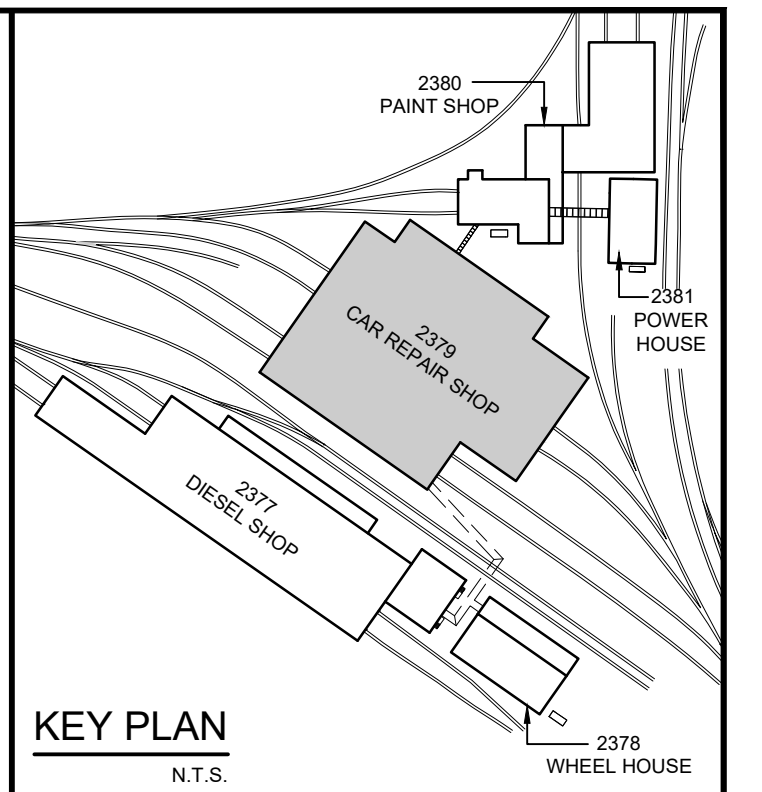 2380
PAINT SHOP
2381
POWER
HOUSE
2379
CAR REPAIR SHOP
2377
DIESEL SHOP
KEY PLAN
N.T.S.
2378
WHEEL HOUSE